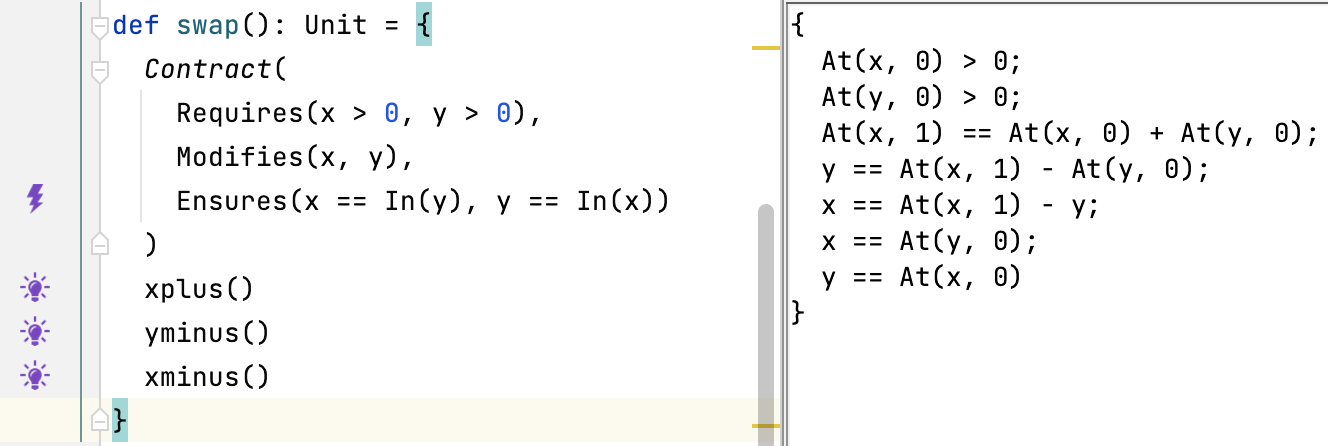 def swap(): Unit = {
  Contract(
    Requires(x > 0, y > 0),
    Modifies(x, y),
    Ensures(x == In(y), y == In(x))
  )
  xplus()
  yminus()
  xminus()
}
{
  At(x, 0) > 0;
  At(y, 0) > 0;
  At(x, 1) == At(x, 0) + At(y, 0);
  y == At(x, 1) - At(y, 0);
  x == At(x, 1) - y;
  x == At(y, 0);
  y == At(x, 0)
}